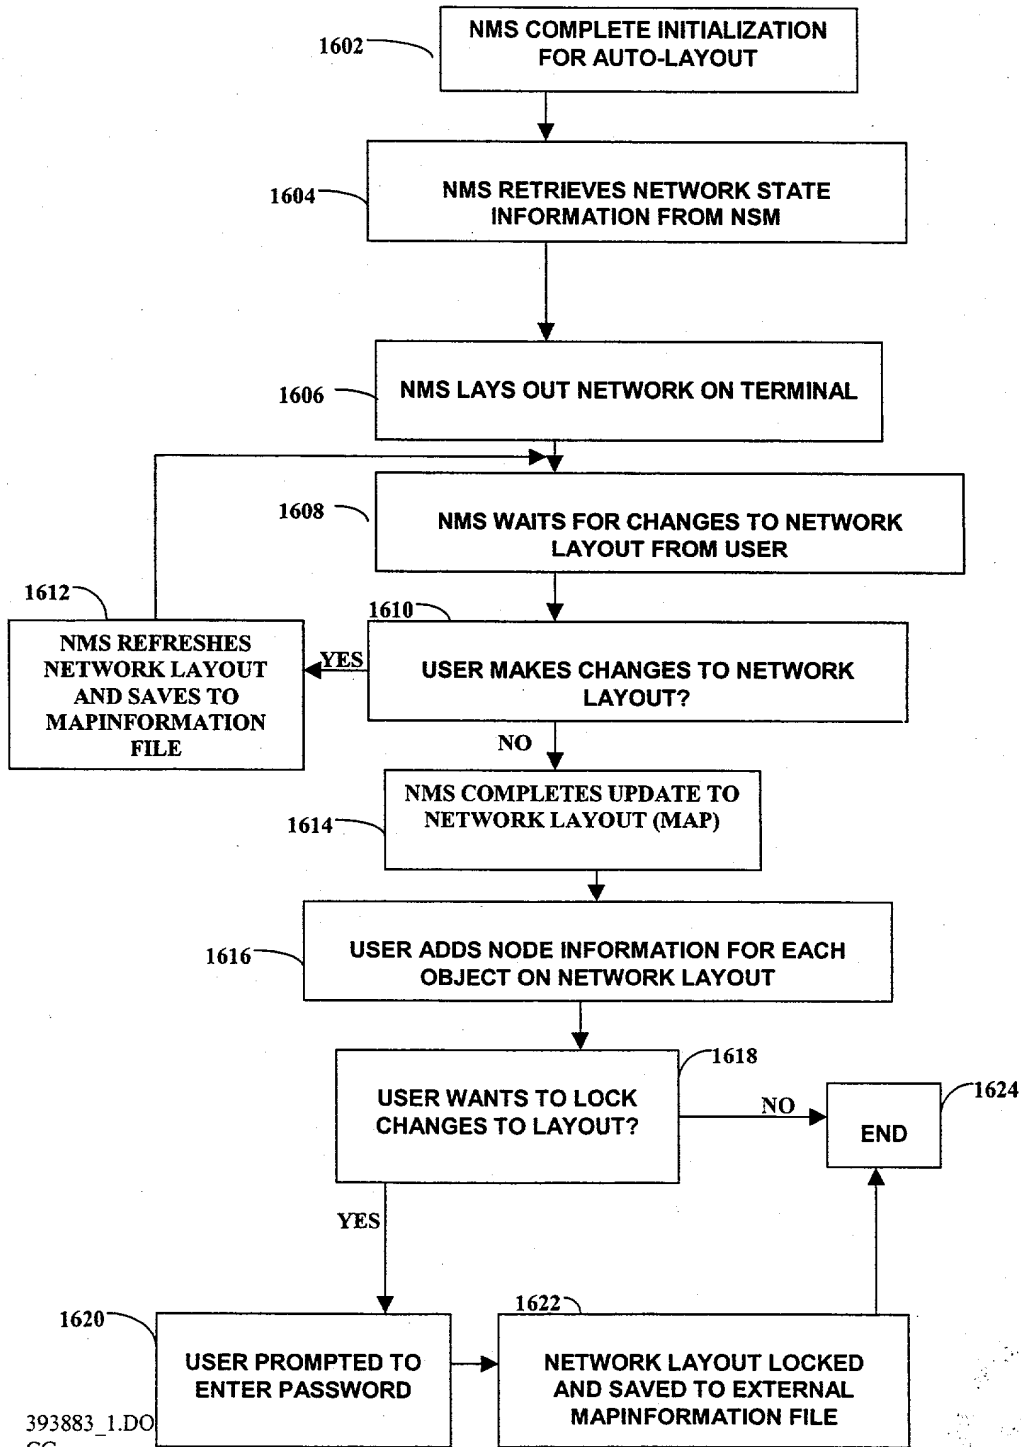 NMS COMPLETE INITIALIZATION
FOR AUTO-LAYOUT
1602
NMS RETRIEVES NETWORK STATE
INFORMATION FROM NSM
1604
NMS LAYS OUT NETWORK ON TERMINAL
1606
NMS WAITS FOR CHANGES TO NETWORK
LAYOUT FROM USER
1608
1612
1610
NMS REFRESHES
NETWORK LAYOUT
AND SAVES TO
MAPINFORMATION
FILE
YES
USER MAKES CHANGES TO NETWORK
LAYOUT?
NO
NMS COMPLETES UPDATE TO
NETWORK LAYOUT (MAP)
1614
USER ADDS NODE INFORMATION FOR EACH
OBJECT ON NETWORK LAYOUT
1616
1618
USER WANTS TO LOCK
CHANGES TO LAYOUT?
NO
1624
END
YES
1620
1622
USER PROMPTED TO
ENTER PASSWORD
NETWORK LAYOUT LOCKED
AND SAVED TO EXTERNAL
MAPINFORMATION FILE
393883_1.DO